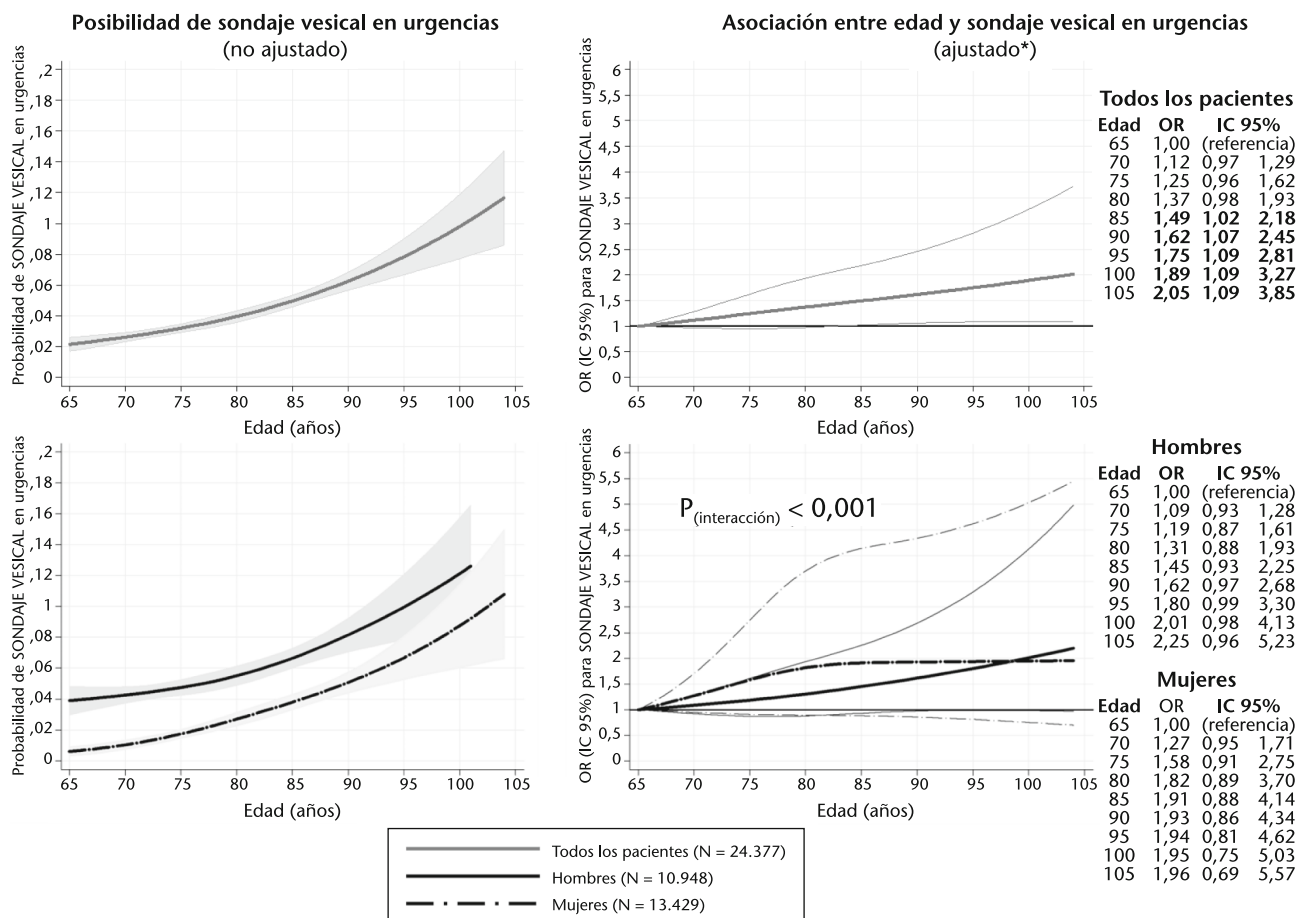 Posibilidad de sondaje vesical en urgencias
(no ajustado)
Probabilidad de SONDAJE VESICAL en urgencias
,2
,18
,16
,14
,12
,1
,08
,06
,04
,02
0
65 70 75 80 85 90 95 100 105
Edad (años)
Asociación entre edad y sondaje vesical en urgencias
(ajustado*)
OR (IC 95%) para SONDAJE VESICAL en urgencias
6
5,5
5
4,5
4
3,5
3
2,5
2
1,5
1
0,5
0
65 70 75 80 85 90 95 100 105
Edad (años)
Todos los pacientes
Edad OR IC 95%
65 1,00 (referencia)
70 1,12 0,97 1,29
75 1,25 0,96 1,62
80 1,37 0,98 1,93
85 1,49 1,02 2,18
90 1,62 1,07 2,45
95 1,75 1,09 2,81
100 1,89 1,09 3,27
105 2,05 1,09 3,85
Probabilidad de SONDAJE VESICAL en urgencias
,2
,18
,16
,14
,12
,1
,08
,06
,04
,02
0
65 70 75 80 85 90 95 100 105
Edad (años)
OR (IC 95%) para SONDAJE VESICAL en urgencias
6
5,5
5
4,5
4
3,5
3
2,5
2
1,5
1
0,5
0
P(interacción) < 0,001
65 70 75 80 85 90 95 100 105
Edad (años)
Hombres
Edad OR IC 95%
65 1,00 (referencia)
70 1,09 0,93 1,28
75 1,19 0,87 1,61
80 1,31 0,88 1,93
85 1,45 0,93 2,25
90 1,62 0,97 2,68
95 1,80 0,99 3,30
100 2,01 0,98 4,13
105 2,25 0,96 5,23
Mujeres
Edad OR IC 95%
65 1,00 (referencia)
70 1,27 0,95 1,71
75 1,58 0,91 2,75
80 1,82 0,89 3,70
85 1,91 0,88 4,14
90 1,93 0,86 4,34
95 1,94 0,81 4,62
100 1,95 0,75 5,03
105 1,96 0,69 5,57
Todos los pacientes (N = 24.377)
Hombres (N = 10.948)
Mujeres (N = 13.429)